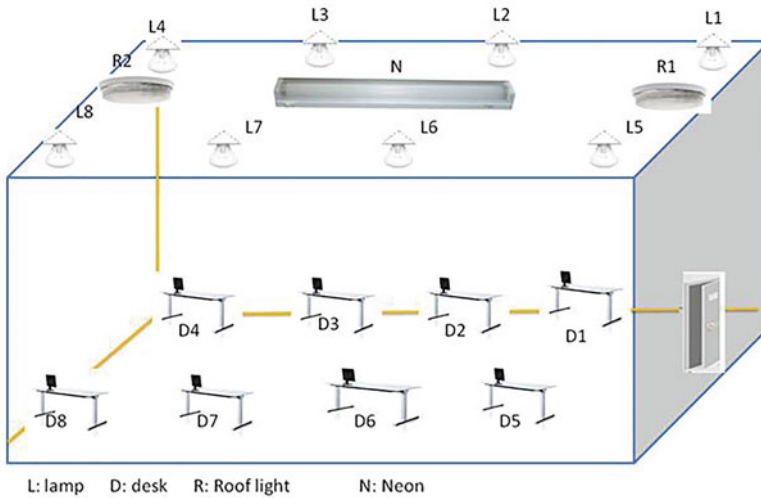 L4 L3 L2 L1
R2 N R1
L8 L7 L6 L5
D4 D3 D2 D1
D8 D7 D6 D5
L: lamp D: desk R: Roof light N: Neon